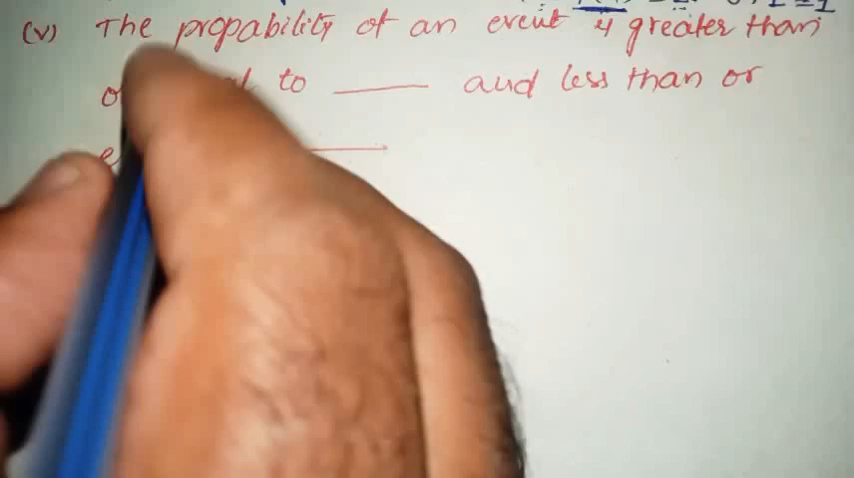 (v) The propability of an event is greater than
to ____ and less than or